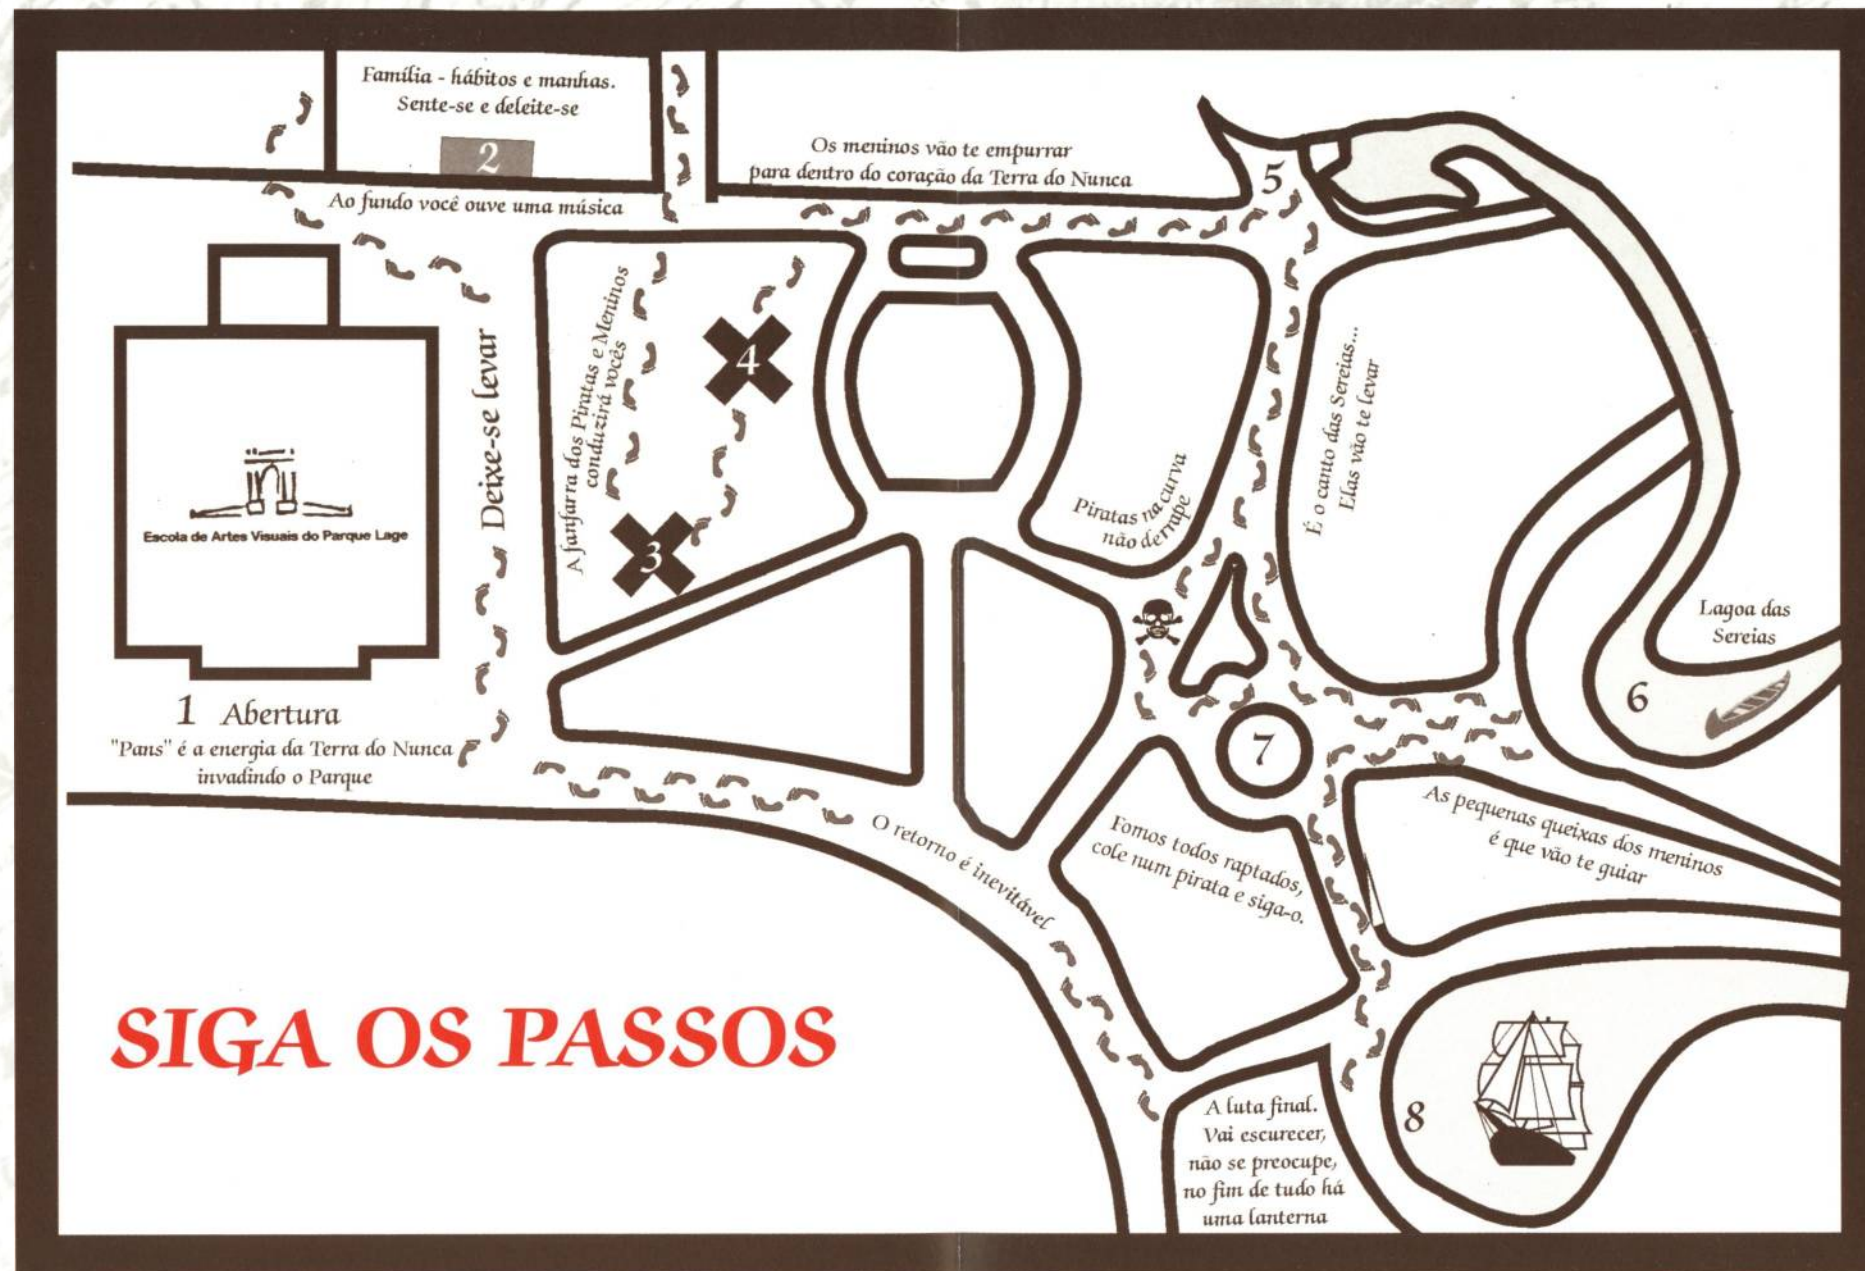 Família - hábitos e manhas.
Sente-se e deleite-se
2
Ao fundo você ouve uma música
Os meninos vão te empurrar
para dentro do coração da Terra do Nunca
5
Escola de Artes Visuais do Parque Lage
1 Abertura
"Pans" é a energia da Terra do Nunca
invadindo o Parque
Deixe-se levar
A fanfarra dos Piratas e Meninos
conduzirá vocês
3
4
Piratas na curva
não derrape
É o canto das Sereias...
Elas vão te levar
Lagoa das
Sereias
6
7
As pequenas queixas dos meninos
é que vão te guiar
Fomos todos raptados,
cole num pirata e siga-o.
O retorno é inevitável
8
A luta final.
Vai escurecer,
não se preocupe,
no fim de tudo há
uma lanterna
SIGA OS PASSOS